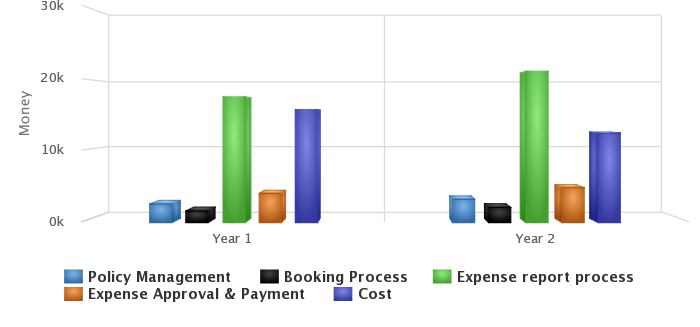 30k
20k
Money
10k
0k
Year 1 Year 2
Policy Management Booking Process Expense report process
Expense Approval & Payment Cost